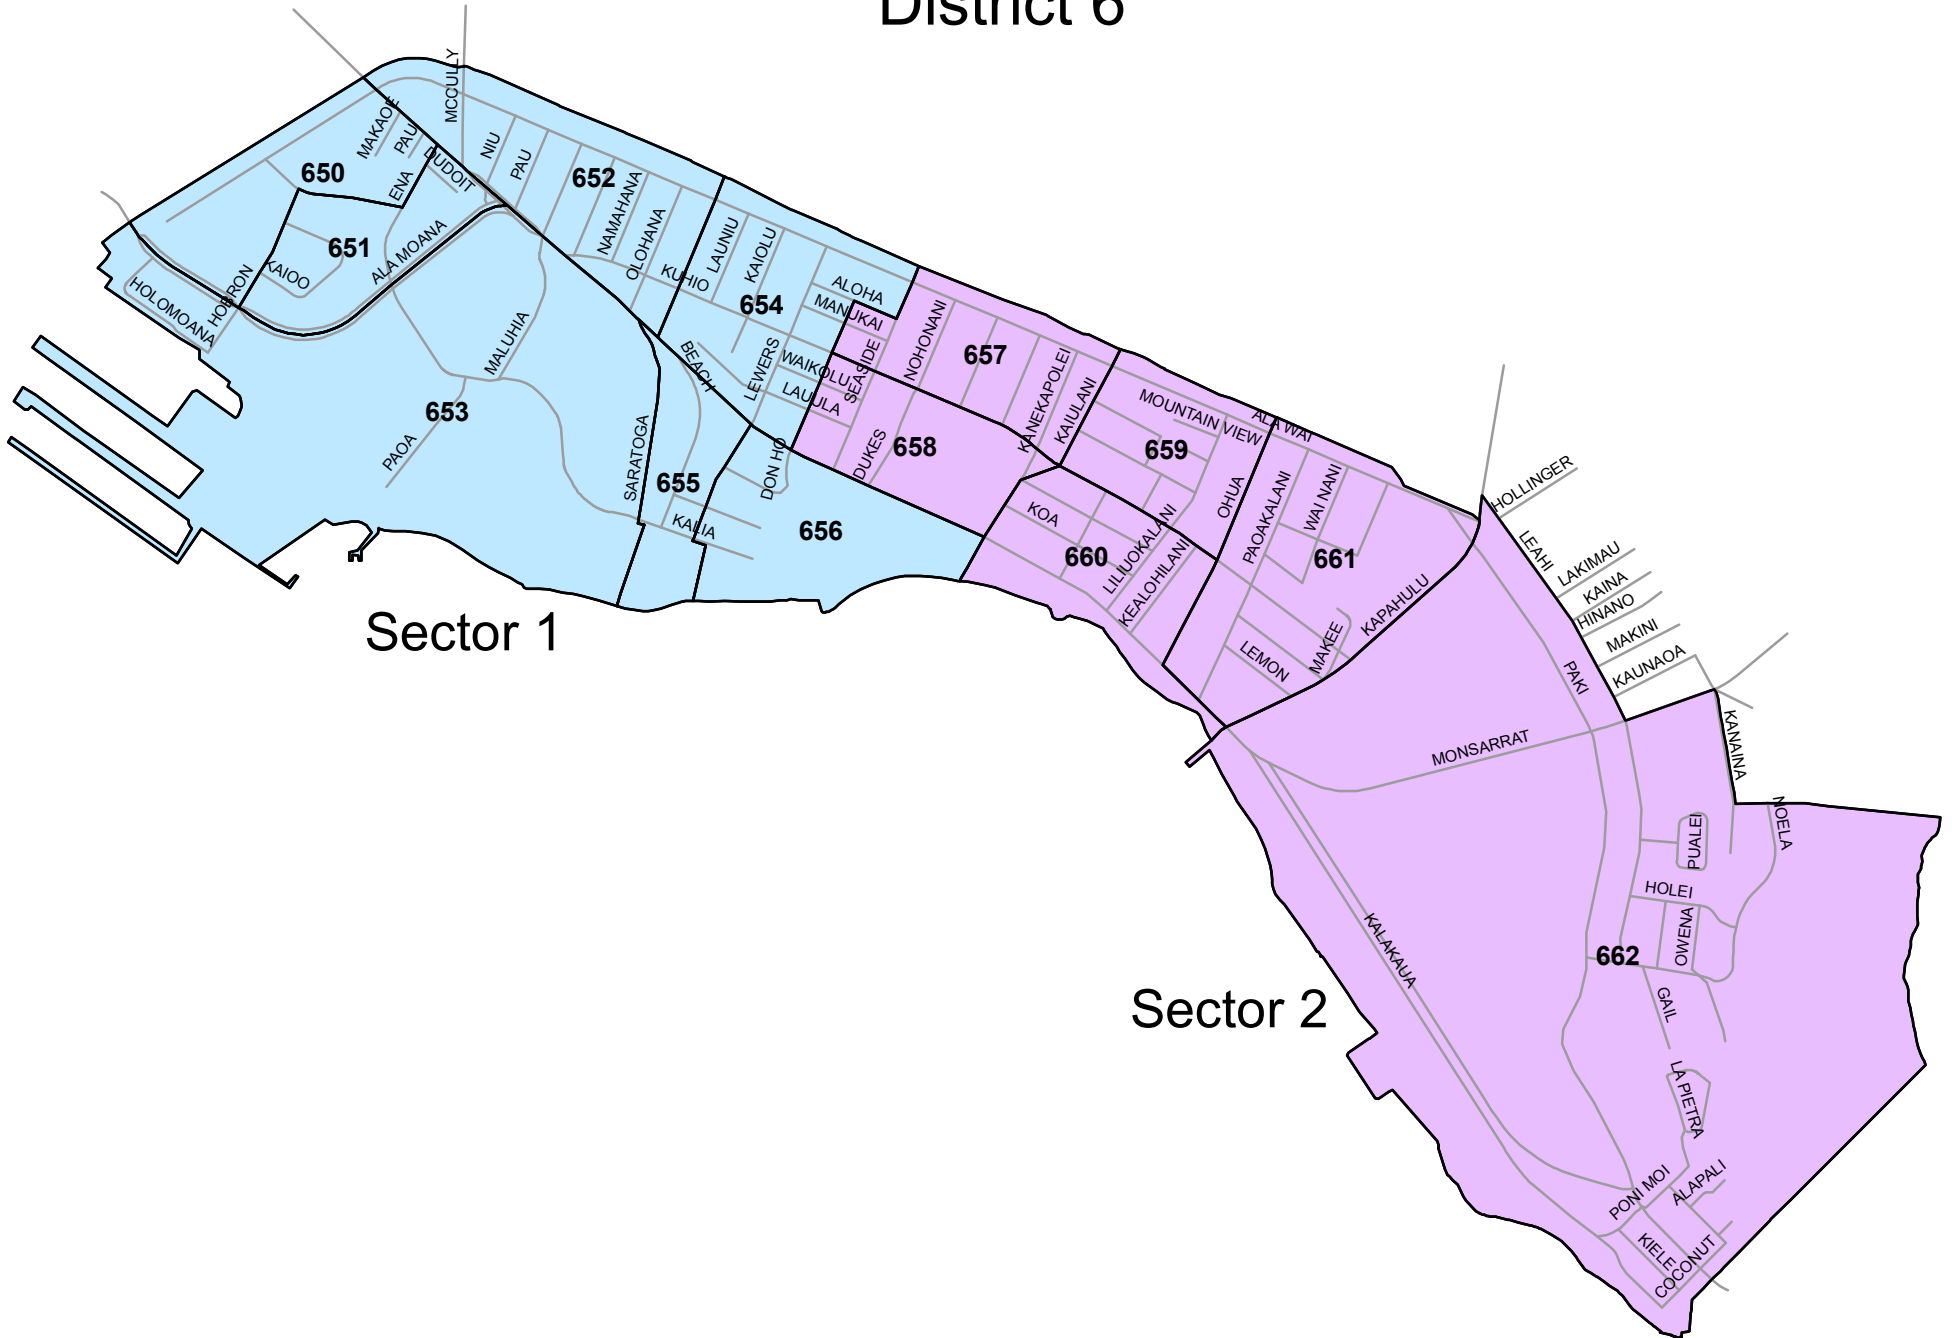 District 6
MCCULLY
MAKAOE
PAU
DUDOIT
NIU
PAU
650
ENA
652
NAMAHANA
OLOHANA
651
KAIOO
ALA MOANA
HOBRON
HOLOMOANA
KUHIO
LAUNIU
KAIOLU
654
ALOHA
MANUKAI
SEASIDE
NOHONANI
657
KANEKAPOLEI
KAIULANI
MALUHIA
BEACH
LEWERS
WAIKOLU
LAUULA
653
PAOA
SARATOGA
655
KALIA
DON HO
656
DUKES
658
MOUNTAIN VIEW
ALA WAI
659
OHUA
PAOAKALANI
WAI NANI
KOA
660
LILIUOKALANI
KEALOHILANI
661
LEMON
MAKEE
KAPAHULU
HOLLINGER
LEAHI
LAKIMAU
KAINA
HINANO
MAKINI
KAUNAOA
PAKI
Sector 1
MONSARRAT
KANAINA
NOELA
PUALEI
HOLEI
OWENA
662
KALAKAUA
Sector 2
GAIL
LA PIETRA
PONI MOI
ALAPALI
KIELE
COCONUT